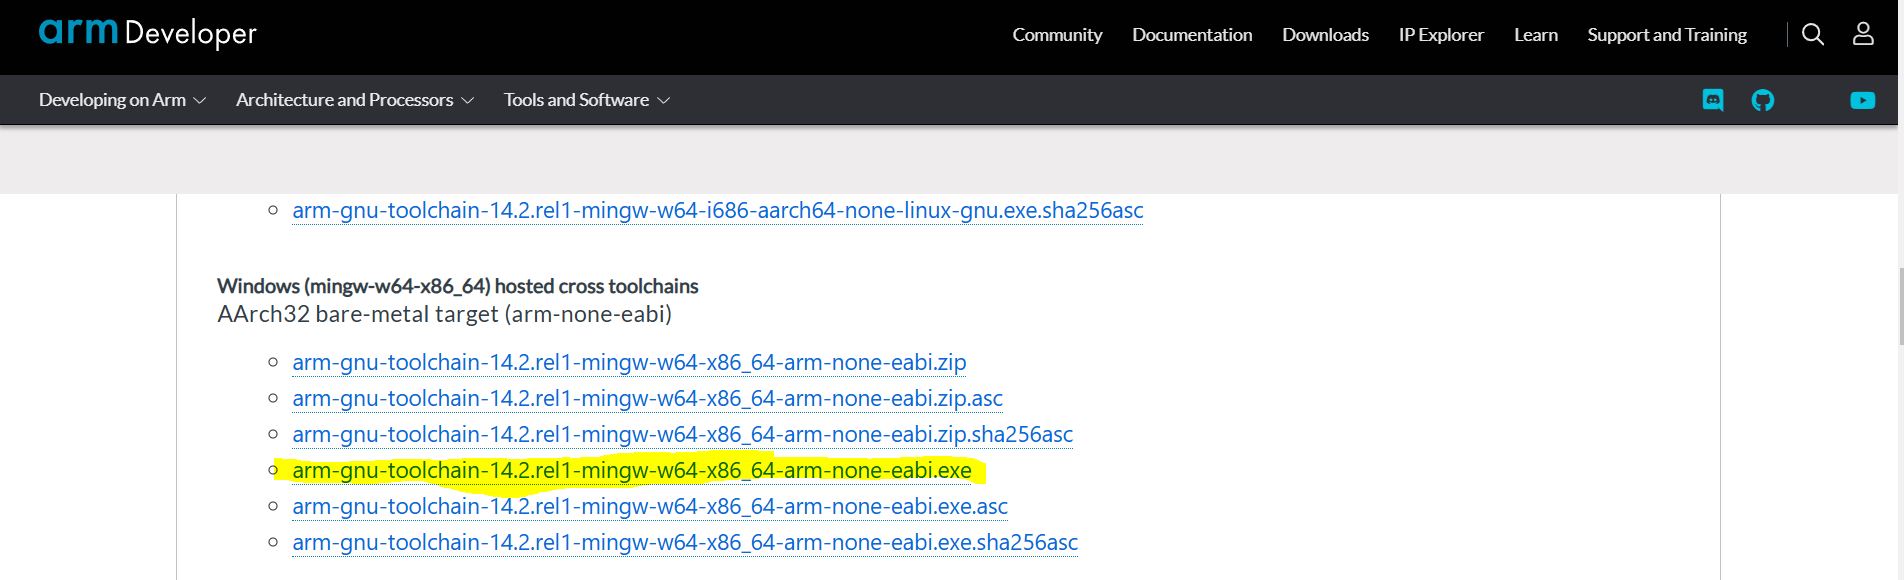 arm Developer
Community Documentation Downloads IP Explorer Learn Support and Training
Developing on Arm Architecture and Processors Tools and Software
arm-gnu-toolchain-14.2.rel1-mingw-w64-i686-aarch64-none-linux-gnu.exe.sha256asc
Windows (mingw-w64-x86_64) hosted cross toolchains
AArch32 bare-metal target (arm-none-eabi)
arm-gnu-toolchain-14.2.rel1-mingw-w64-x86_64-arm-none-eabi.zip
arm-gnu-toolchain-14.2.rel1-mingw-w64-x86_64-arm-none-eabi.zip.asc
arm-gnu-toolchain-14.2.rel1-mingw-w64-x86_64-arm-none-eabi.zip.sha256asc
arm-gnu-toolchain-14.2.rel1-mingw-w64-x86_64-arm-none-eabi.exe
arm-gnu-toolchain-14.2.rel1-mingw-w64-x86_64-arm-none-eabi.exe.asc
arm-gnu-toolchain-14.2.rel1-mingw-w64-x86_64-arm-none-eabi.exe.sha256asc